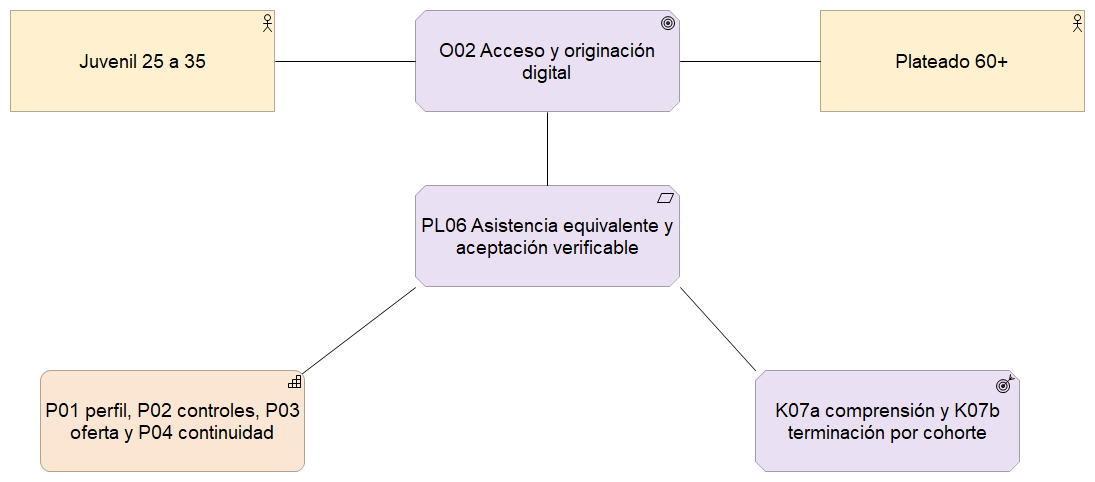 Juvenil 25 a 35
O02 Acceso y originación
digital
Plateado 60+
PL06 Asistencia equivalente y
aceptación verificable
P01 perfil, P02 controles, P03
oferta y P04 continuidad
K07a comprensión y K07b
terminación por cohorte